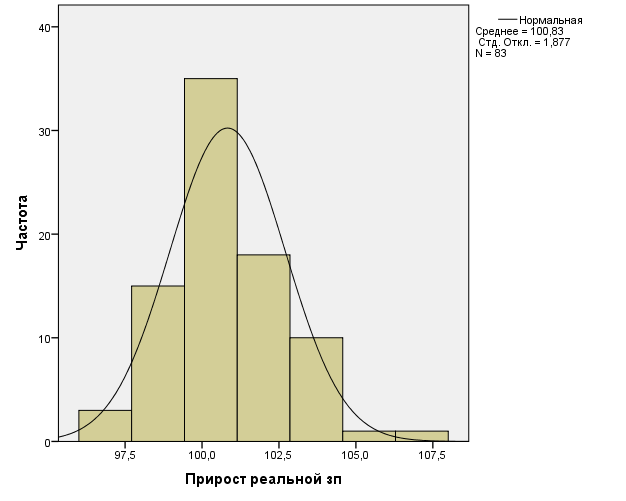 Нормальная
Среднее = 100,83
Стд. Откл. = 1,877
N = 83
Частота
40
30
20
10
0
97,5 100,0 102,5 105,0 107,5
Прирост реальной зп